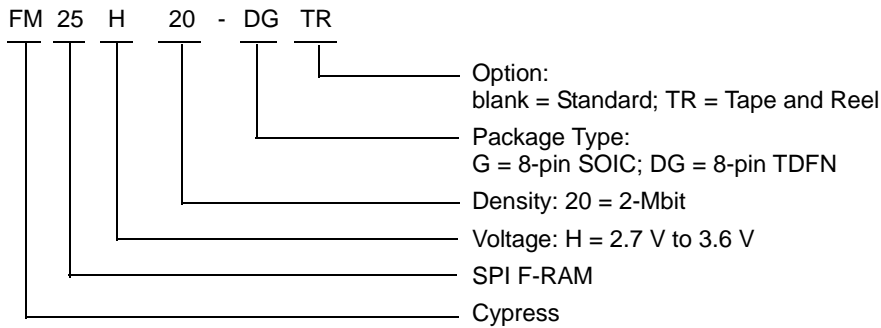 FM 25 H 20 - DG TR
Option:
blank = Standard; TR = Tape and Reel
Package Type:
G = 8-pin SOIC; DG = 8-pin TDFN
Density: 20 = 2-Mbit
Voltage: H = 2.7 V to 3.6 V
SPI F-RAM
Cypress